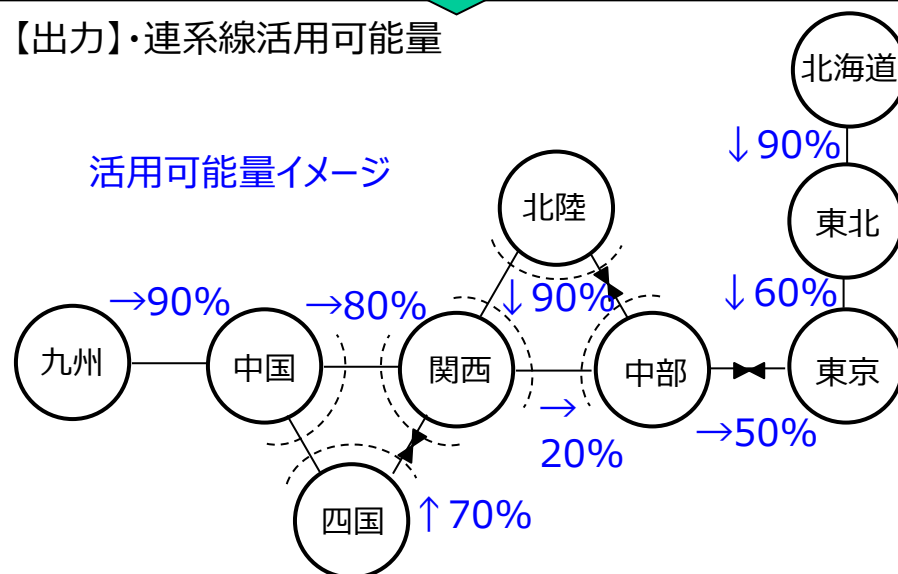 【出力】・連系線活用可能量
活用可能量イメージ
北海道
↓90%
東北
北陸
↓60%
→90%
→80%
↓90%
九州
中国
関西
中部
東京
→
20%
→50%
四国
↑70%